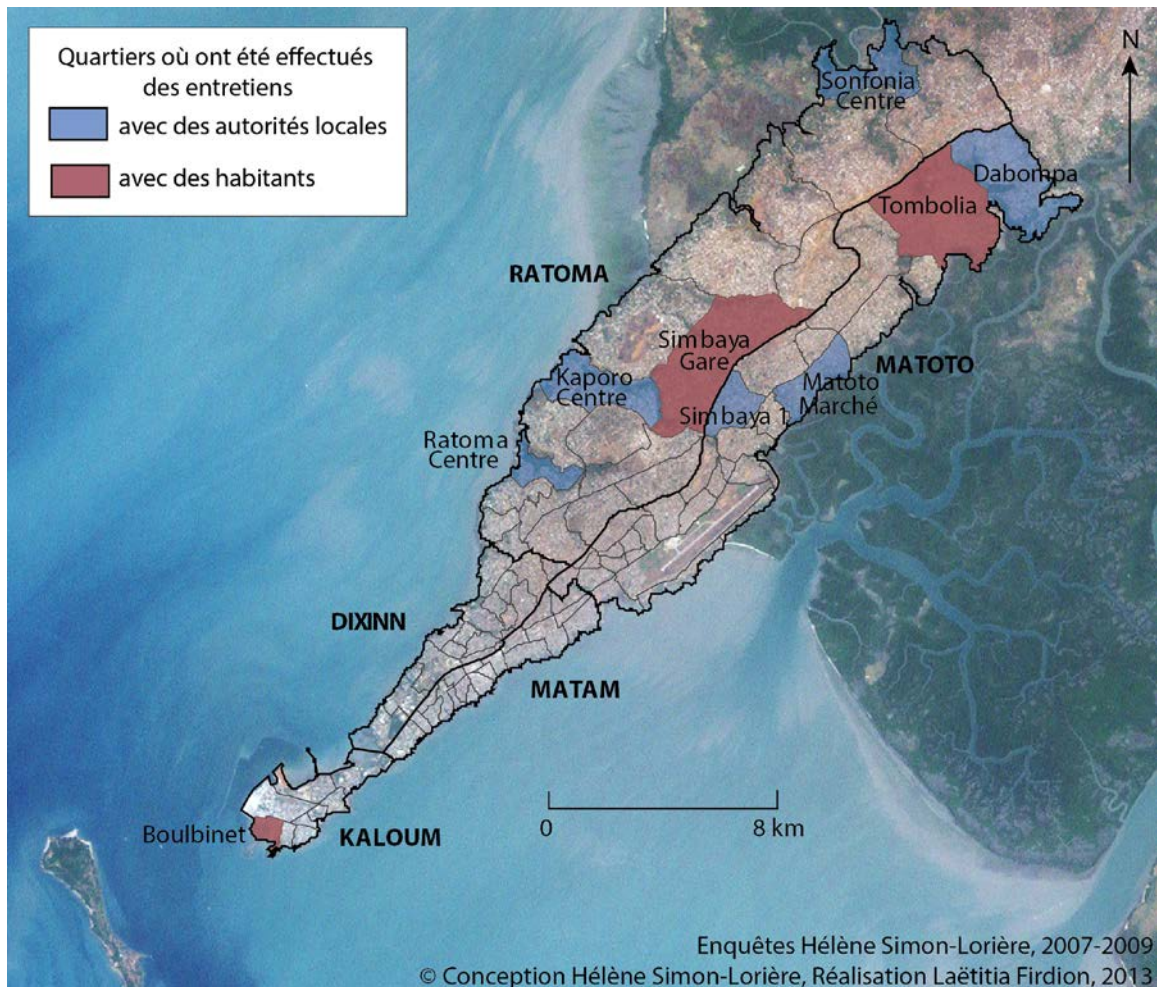 Quartiers où ont été effectués
des entretiens
avec des autorités locales
avec des habitants
N
Sonfonia
Centre
Dabompa
Tombolia
RATOMA
Simbaya
Gare
MATOTO
Kaporo
Centre
Matoto
Marché
Simbaya 1
Ratoma
Centre
DIXINN
MATAM
0 8 km
Boulbinet
KALOUM
Enquêtes Hélène Simon-Lorière, 2007-2009
© Conception Hélène Simon-Lorière, Réalisation Laëtitia Firdion, 2013